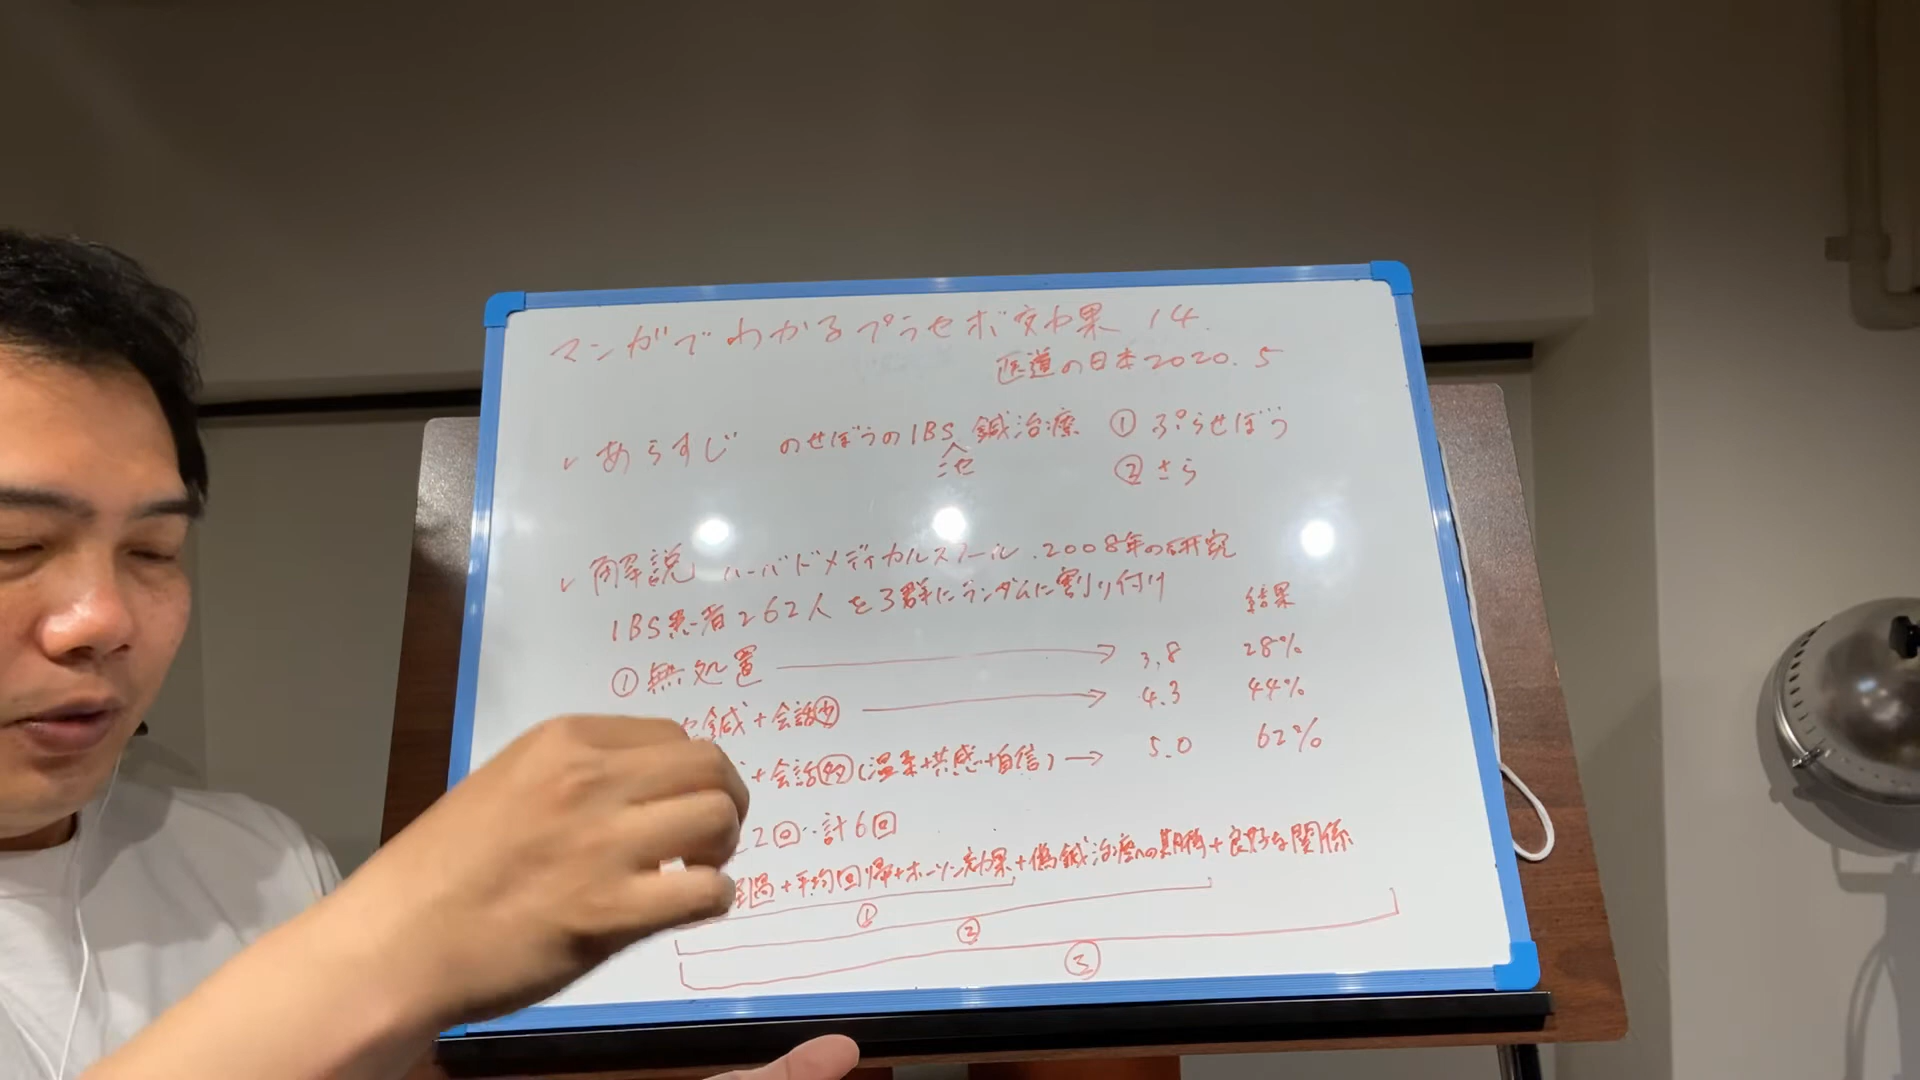 マンガでわかるプラセボ効果 14.
医道の日本2020.5
✓ あらすじ のせぼうのIBS鍼治療 ① ぷらせぼう
② さら
✓ 解説 ハーバードメディカルスクール.2008年の研究
IBS患者262人を3群にランダムに割り付け 結果
①無処置 → 3.8 28%
鍼+会話少 → 4.3 44%
+会話多(温柔+共感+自信) → 5.0 62%
2回∴計6回
経過+平均回帰+ホーソン効果+偽鍼治療への期待+良好な関係
①
②
③